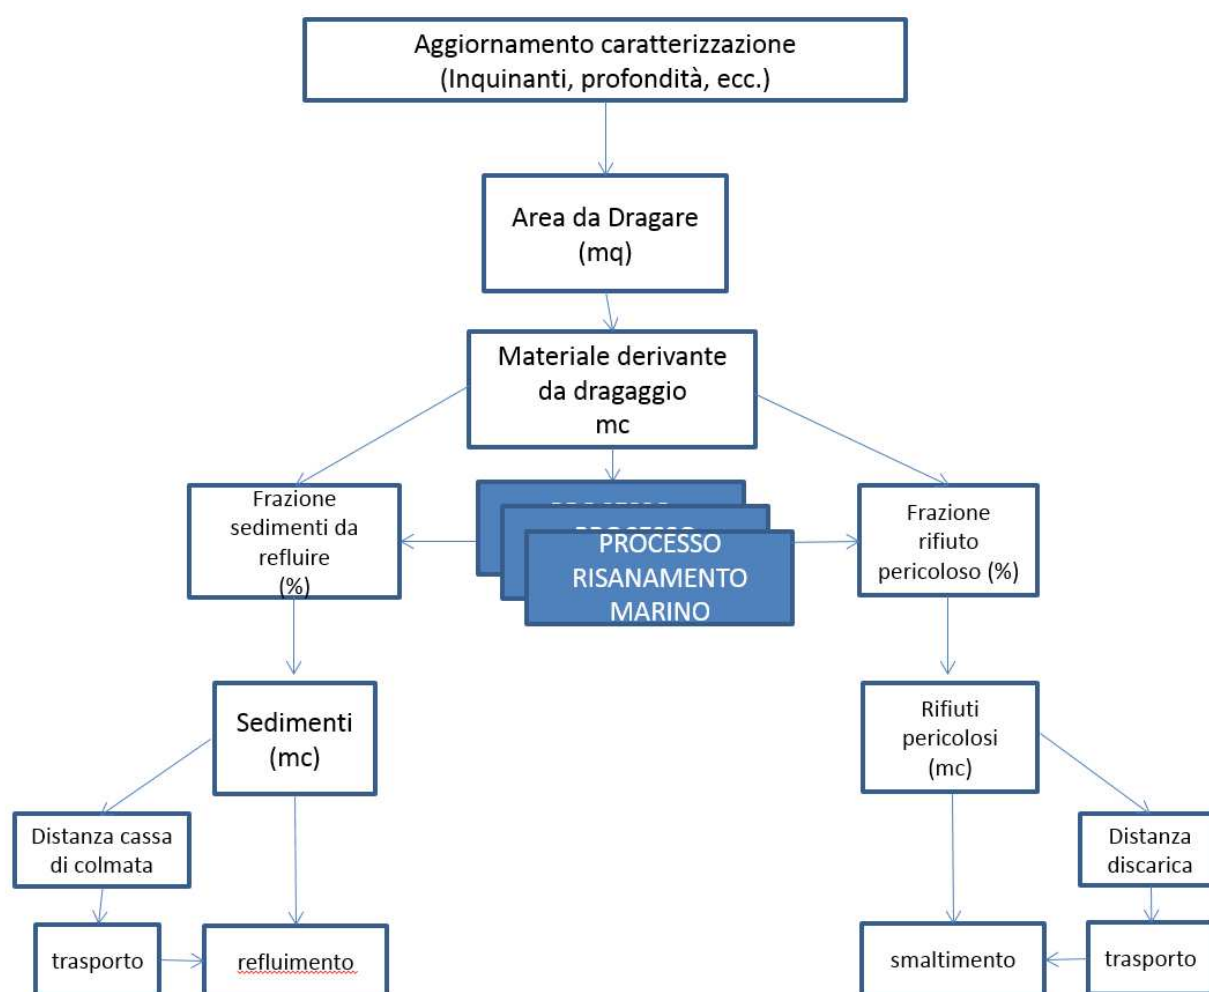 Aggiornamento caratterizzazione
(Inquinanti, profondità, ecc.)
Area da Dragare
(mq)
Materiale derivante
da dragaggio
mc
Frazione
sedimenti da
refluire
(%)
PROCESSO
RISANAMENTO
MARINO
Frazione
rifiuto
pericoloso (%)
Sedimenti
(mc)
Rifiuti
pericolosi
(mc)
Distanza cassa
di colmata
Distanza
discarica
trasporto
refluimento
smaltimento
trasporto